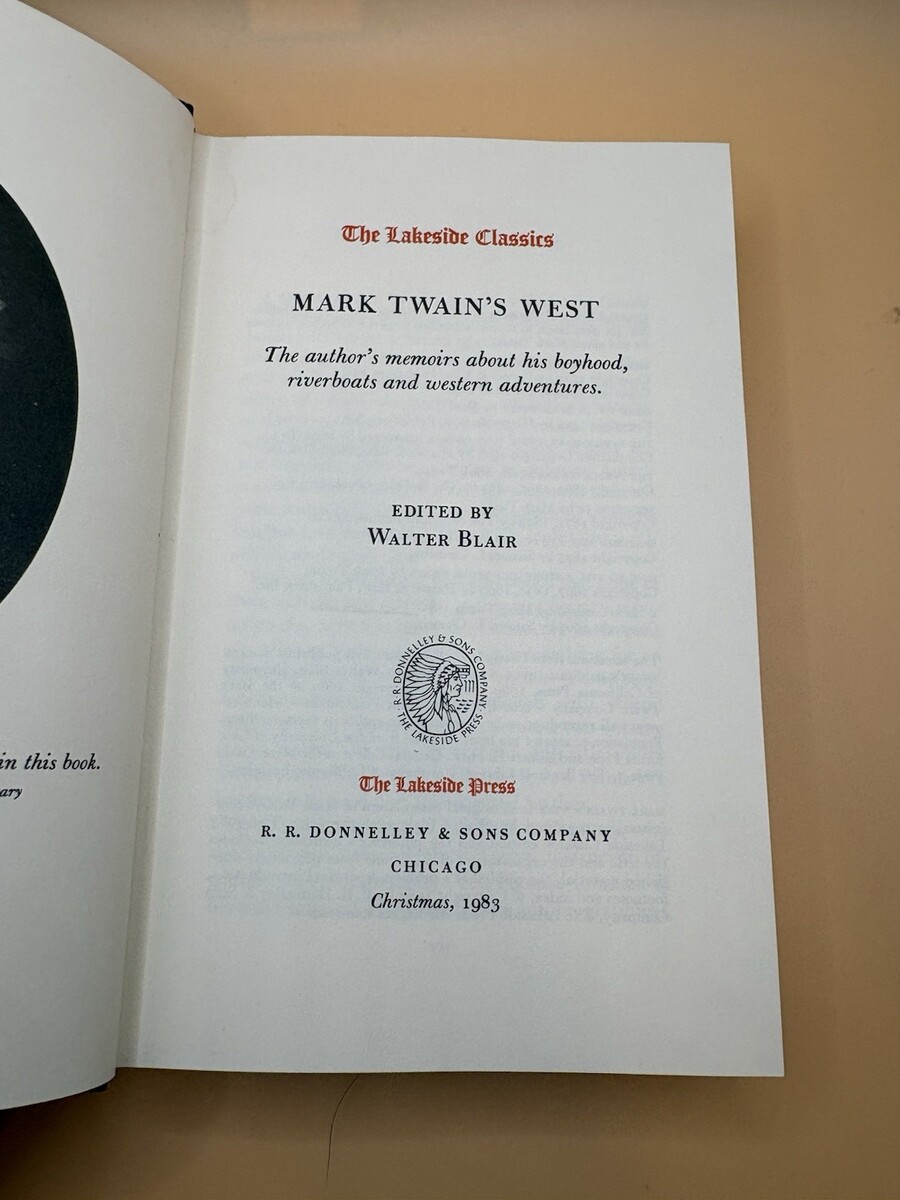 The Lakeside Classics
MARK TWAIN'S WEST
The author's memoirs about his boyhood,
riverboats and western adventures.
EDITED BY
WALTER BLAIR
R R DONNELLEY & SONS COMPANY
THE LAKESIDE PRESS
in this book.
The Lakeside Press
R. R. DONNELLEY & SONS COMPANY
CHICAGO
Christmas, 1983